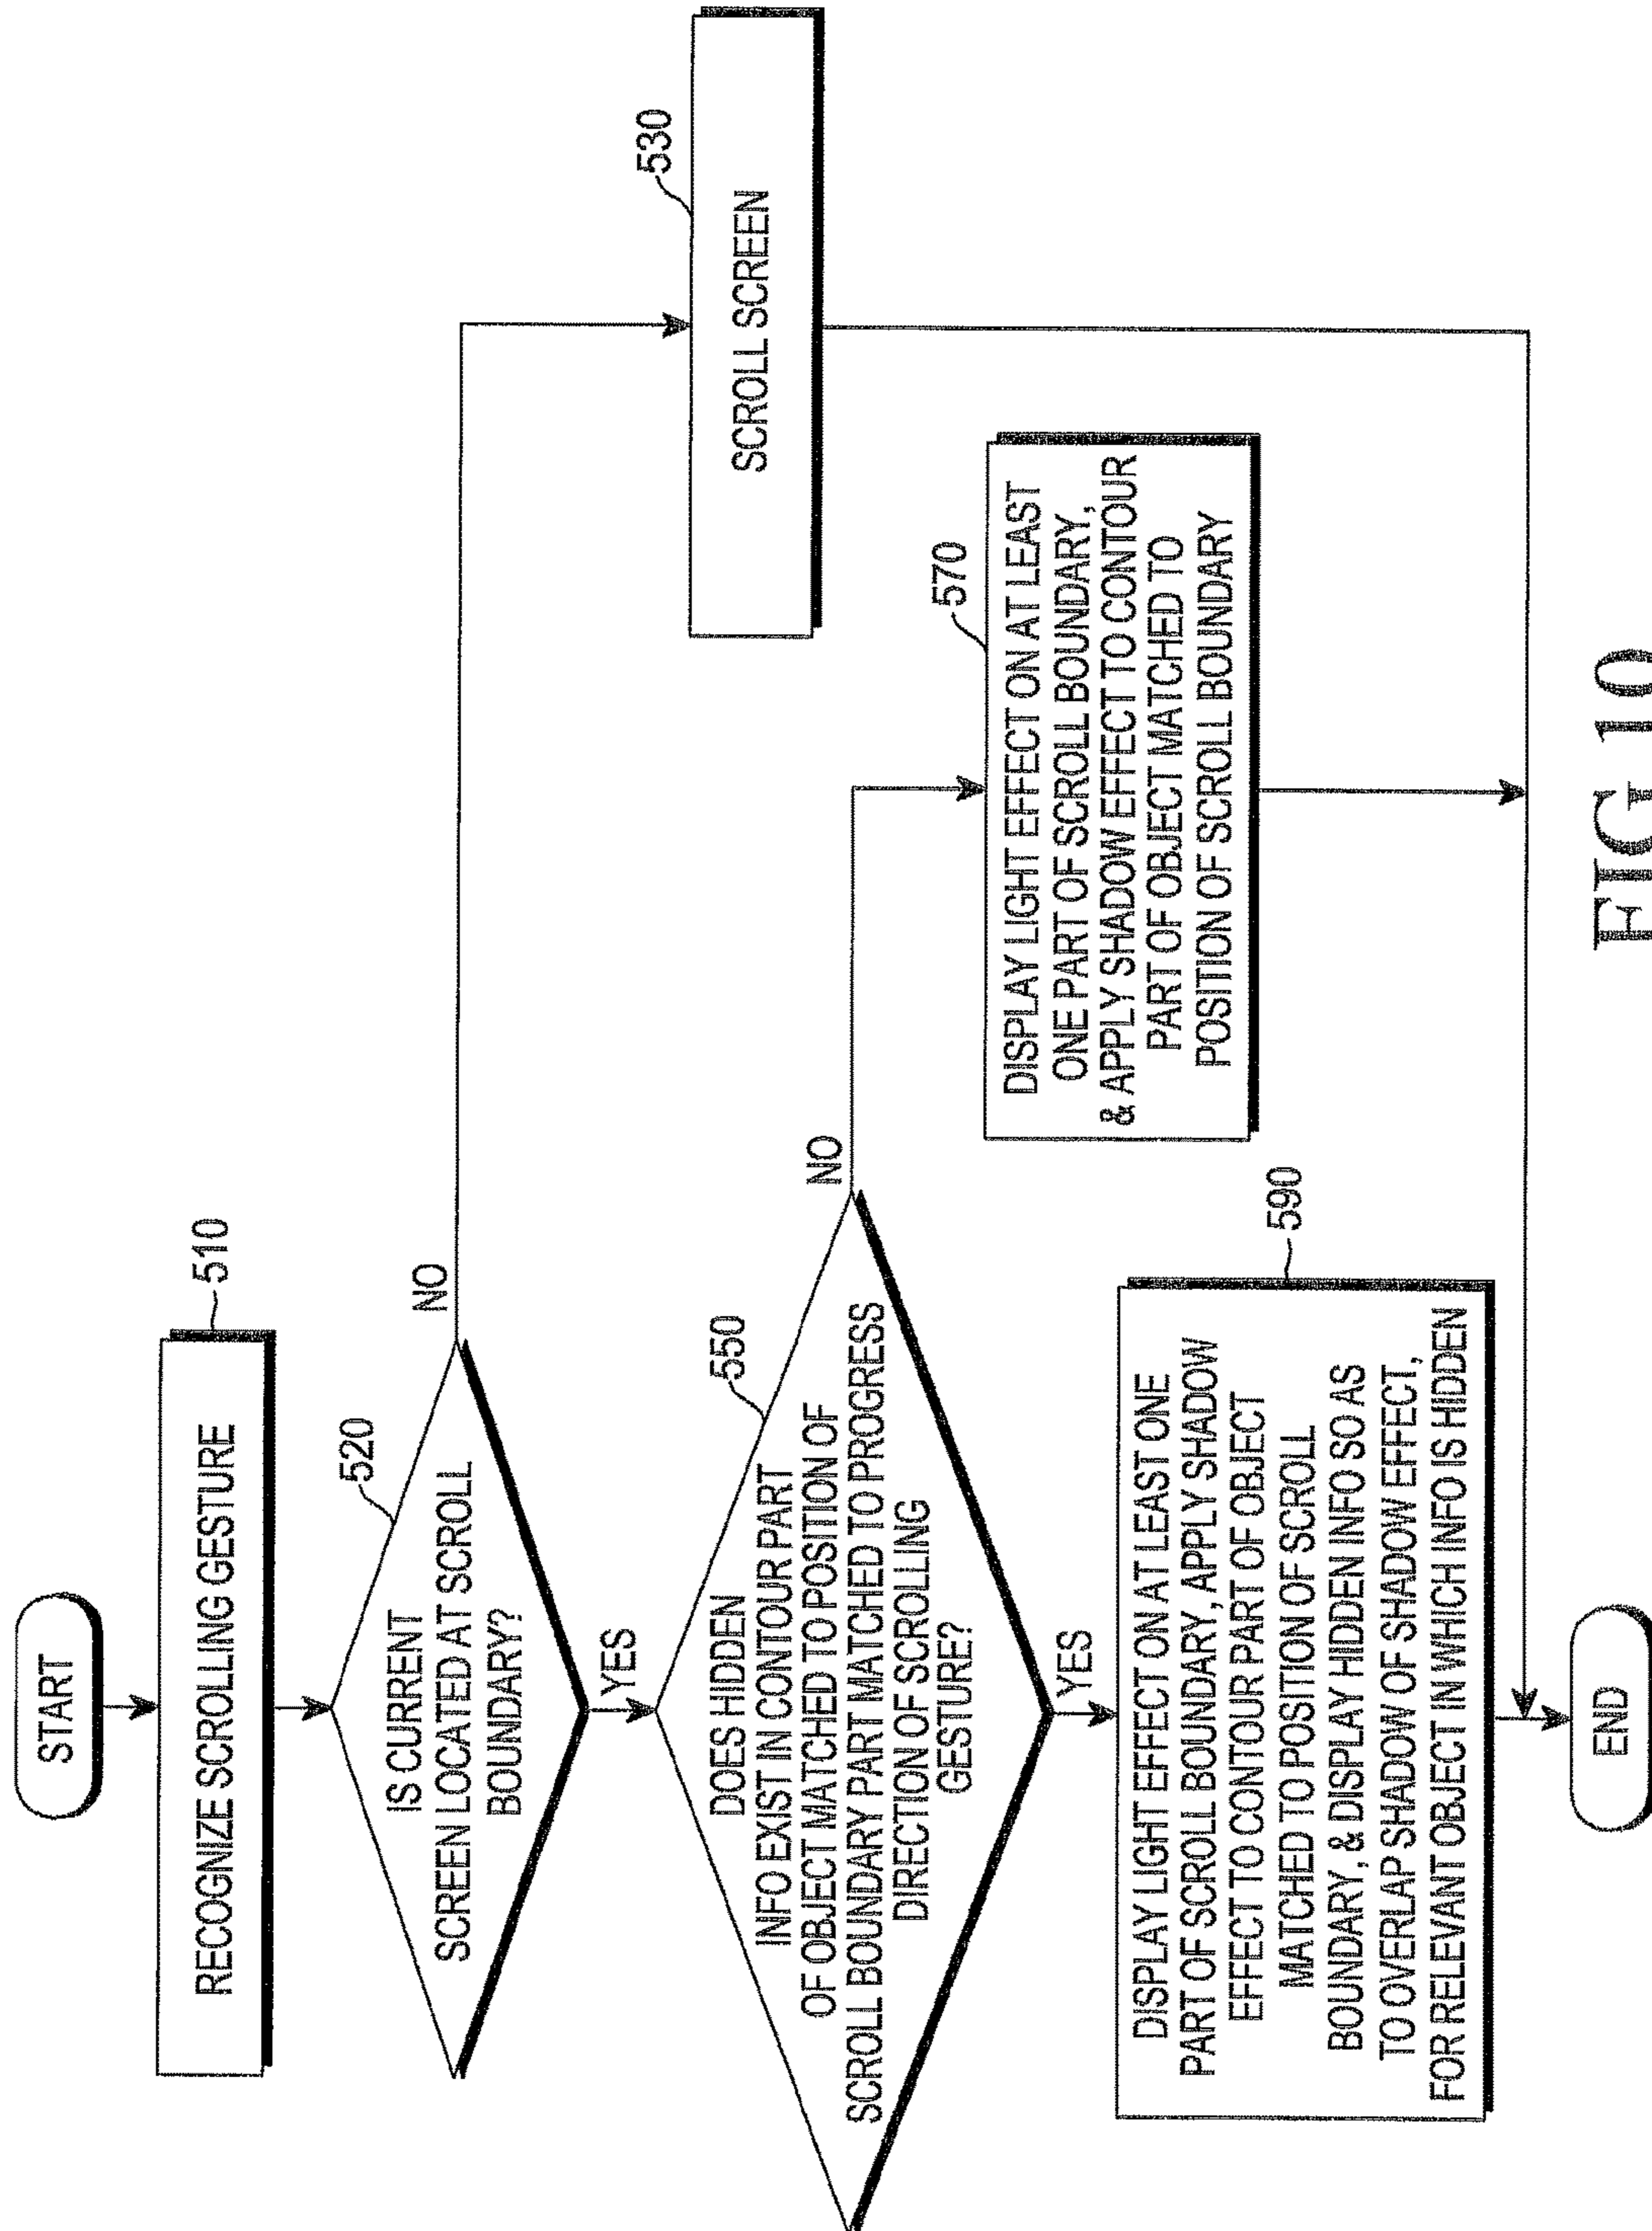 START
RECOGNIZE SCROLLING GESTURE
510
IS CURRENT
SCREEN LOCATED AT SCROLL
BOUNDARY?
520
NO
YES
SCROLL SCREEN
530
DOES HIDDEN
INFO EXIST IN CONTOUR PART
OF OBJECT MATCHED TO POSITION OF
SCROLL BOUNDARY PART MATCHED TO PROGRESS
DIRECTION OF SCROLLING
GESTURE?
550
NO
YES
DISPLAY LIGHT EFFECT ON AT LEAST
ONE PART OF SCROLL BOUNDARY,
& APPLY SHADOW EFFECT TO CONTOUR
PART OF OBJECT MATCHED TO
POSITION OF SCROLL BOUNDARY
570
DISPLAY LIGHT EFFECT ON AT LEAST ONE
PART OF SCROLL BOUNDARY, APPLY SHADOW
EFFECT TO CONTOUR PART OF OBJECT
MATCHED TO POSITION OF SCROLL
BOUNDARY, & DISPLAY HIDDEN INFO SO AS
TO OVERLAP SHADOW OF SHADOW EFFECT,
FOR RELEVANT OBJECT IN WHICH INFO IS HIDDEN
590
END
FIG.10